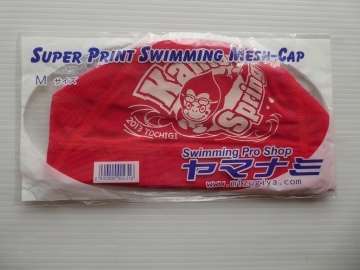 SUPER PRINT SWIMMING MESH-CAP
M サイズ
Spring
2013 TOCHIGI
Swimming Pro Shop
ヤマナミ
www.mizugiya.com